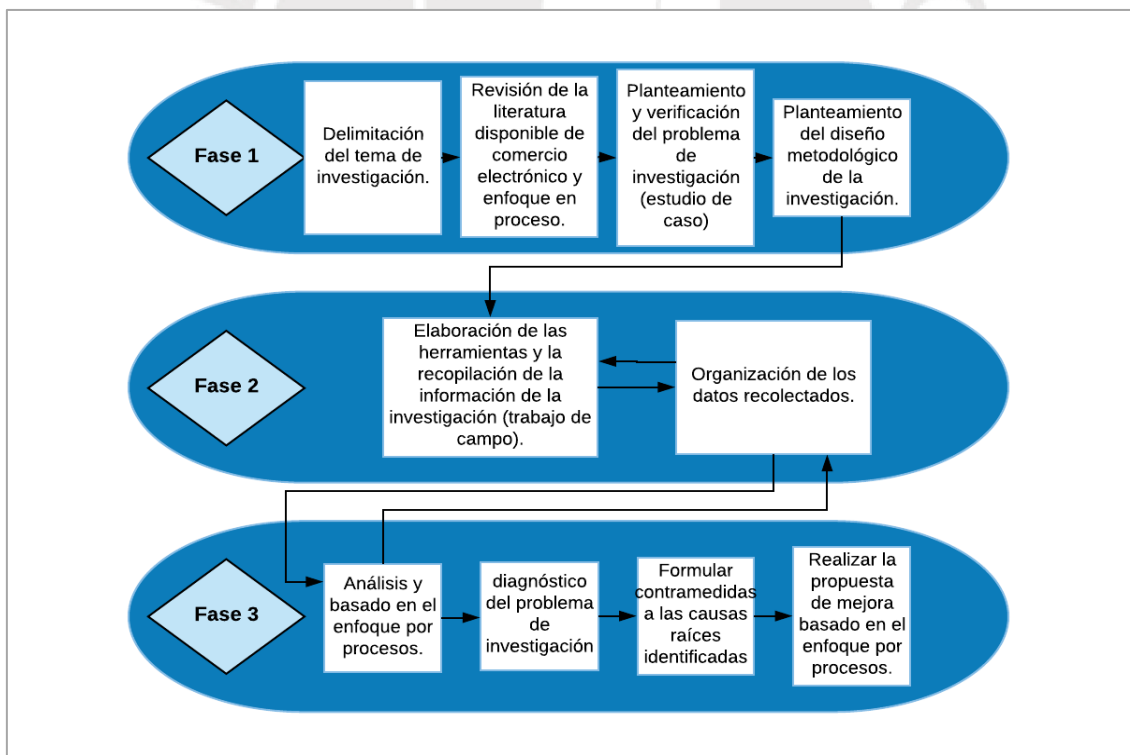 Fase 1
Delimitación
del tema de
investigación.
Revisión de la
literatura
disponible de
comercio
electrónico y
enfoque en
proceso.
Planteamiento
y verificación
del problema
de
investigación
(estudio de
caso)
Planteamiento
del diseño
metodológico
de la
investigación.
Fase 2
Elaboración de las
herramientas y la
recopilación de la
información de la
investigación (trabajo de
campo).
Organización de los
datos recolectados.
Fase 3
Análisis y
basado en el
enfoque por
procesos.
diagnóstico
del problema
de
investigación
Formular
contramedidas
a las causas
raíces
identificadas
Realizar la
propuesta
de mejora
basado en el
enfoque por
procesos.